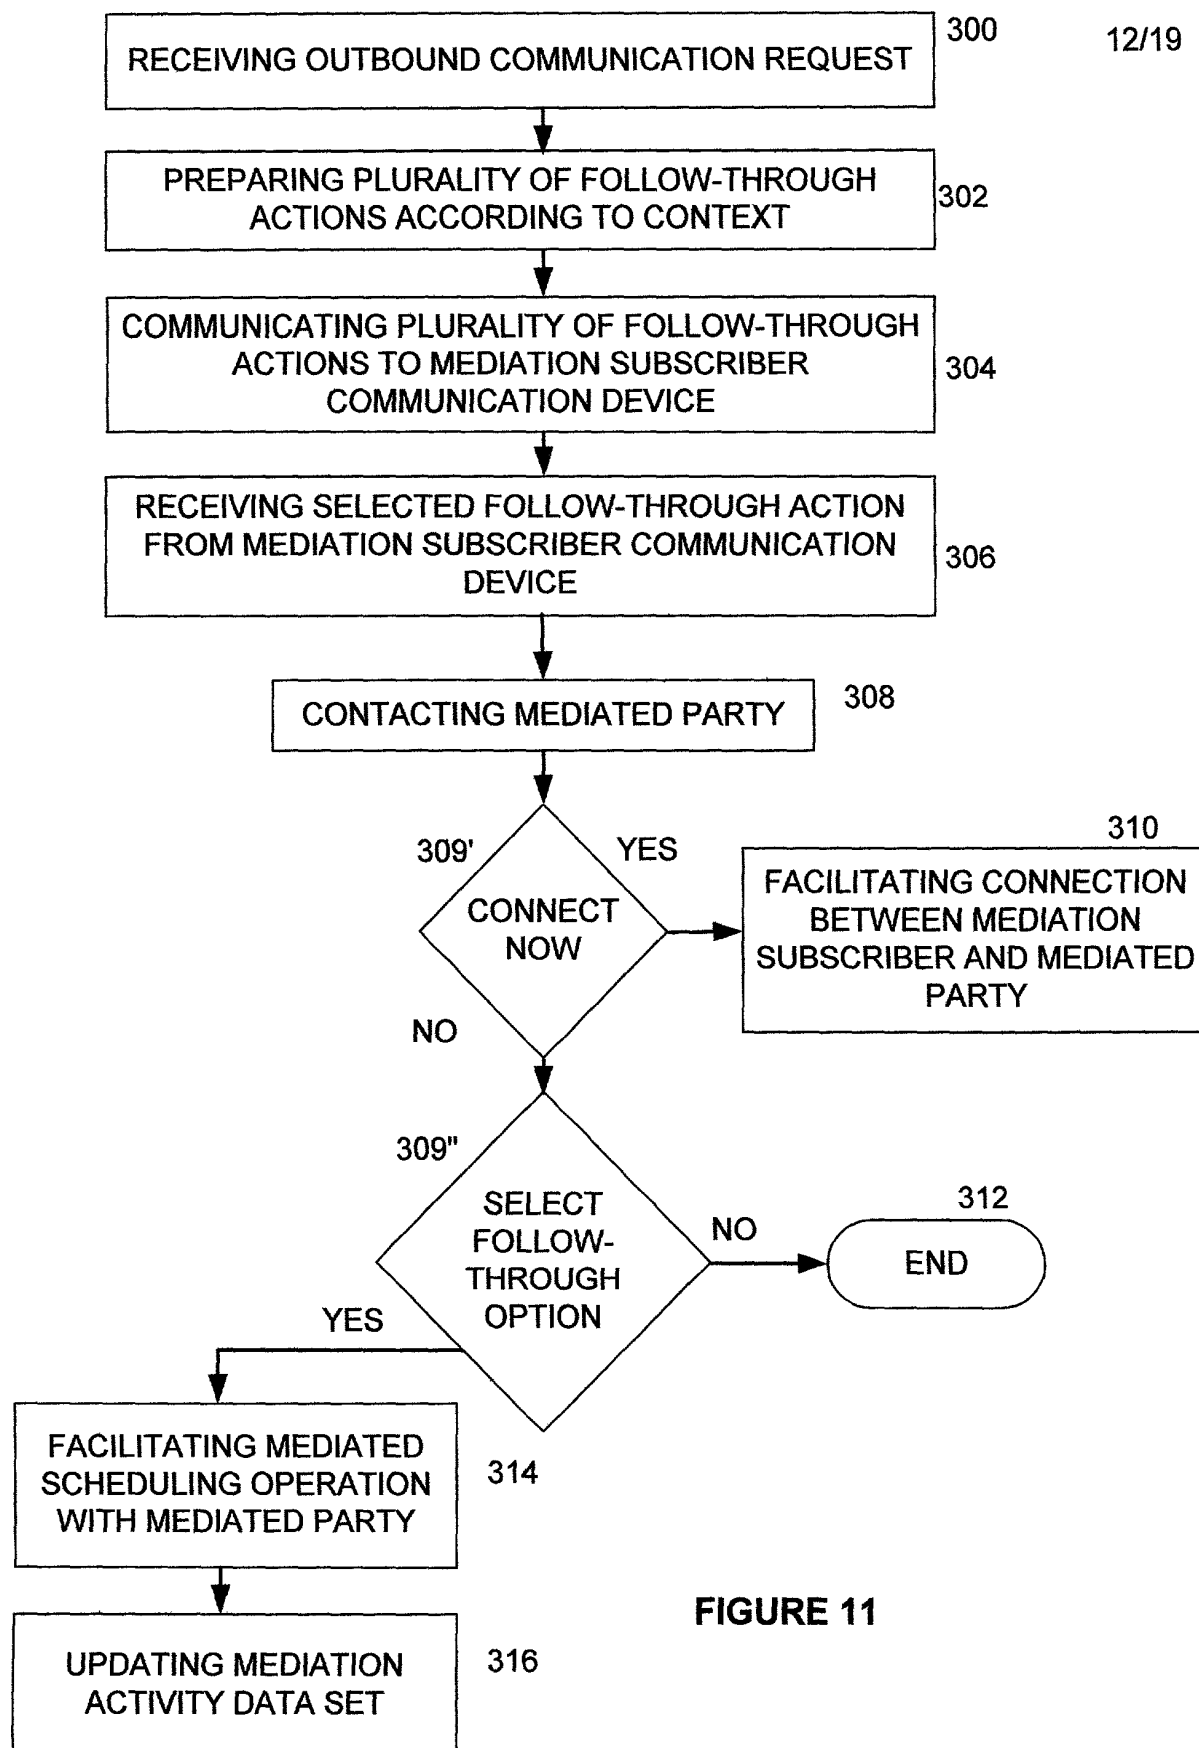 300
12/19
RECEIVING OUTBOUND COMMUNICATION REQUEST
PREPARING PLURALITY OF FOLLOW-THROUGH
ACTIONS ACCORDING TO CONTEXT
302
COMMUNICATING PLURALITY OF FOLLOW-THROUGH
ACTIONS TO MEDIATION SUBSCRIBER
COMMUNICATION DEVICE
304
RECEIVING SELECTED FOLLOW-THROUGH ACTION
FROM MEDIATION SUBSCRIBER COMMUNICATION
DEVICE
306
CONTACTING MEDIATED PARTY
308
309'
CONNECT
NOW
YES
310
FACILITATING CONNECTION
BETWEEN MEDIATION
SUBSCRIBER AND MEDIATED
PARTY
NO
309"
SELECT
FOLLOW-
THROUGH
OPTION
NO
312
END
YES
FACILITATING MEDIATED
SCHEDULING OPERATION
WITH MEDIATED PARTY
314
UPDATING MEDIATION
ACTIVITY DATA SET
316
FIGURE 11